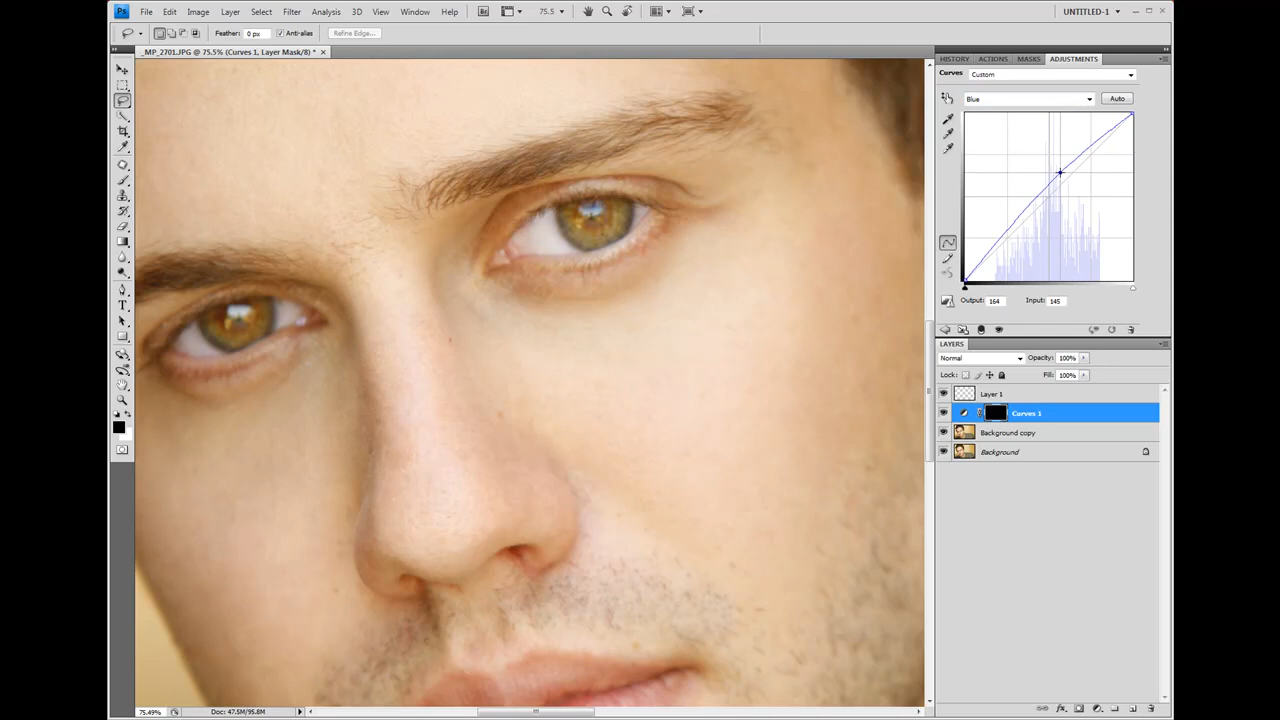 Ps File Edit Image Layer Select Filter Analysis 3D View Window Help Br 75.5 UNTITLED-1
Feather: 0 px Anti-alias Refine Edge...
_MP_2701.JPG @ 75.5% (Curves 1, Layer Mask/8) *
HISTORY ACTIONS MASKS ADJUSTMENTS
Curves Custom
Blue Auto
Output: 164 Input: 145
LAYERS
Normal Opacity: 100%
Lock: Fill: 100%
Layer 1
Curves 1
Background copy
Background
T
75.49% Doc: 47.5M/95.8M
fx